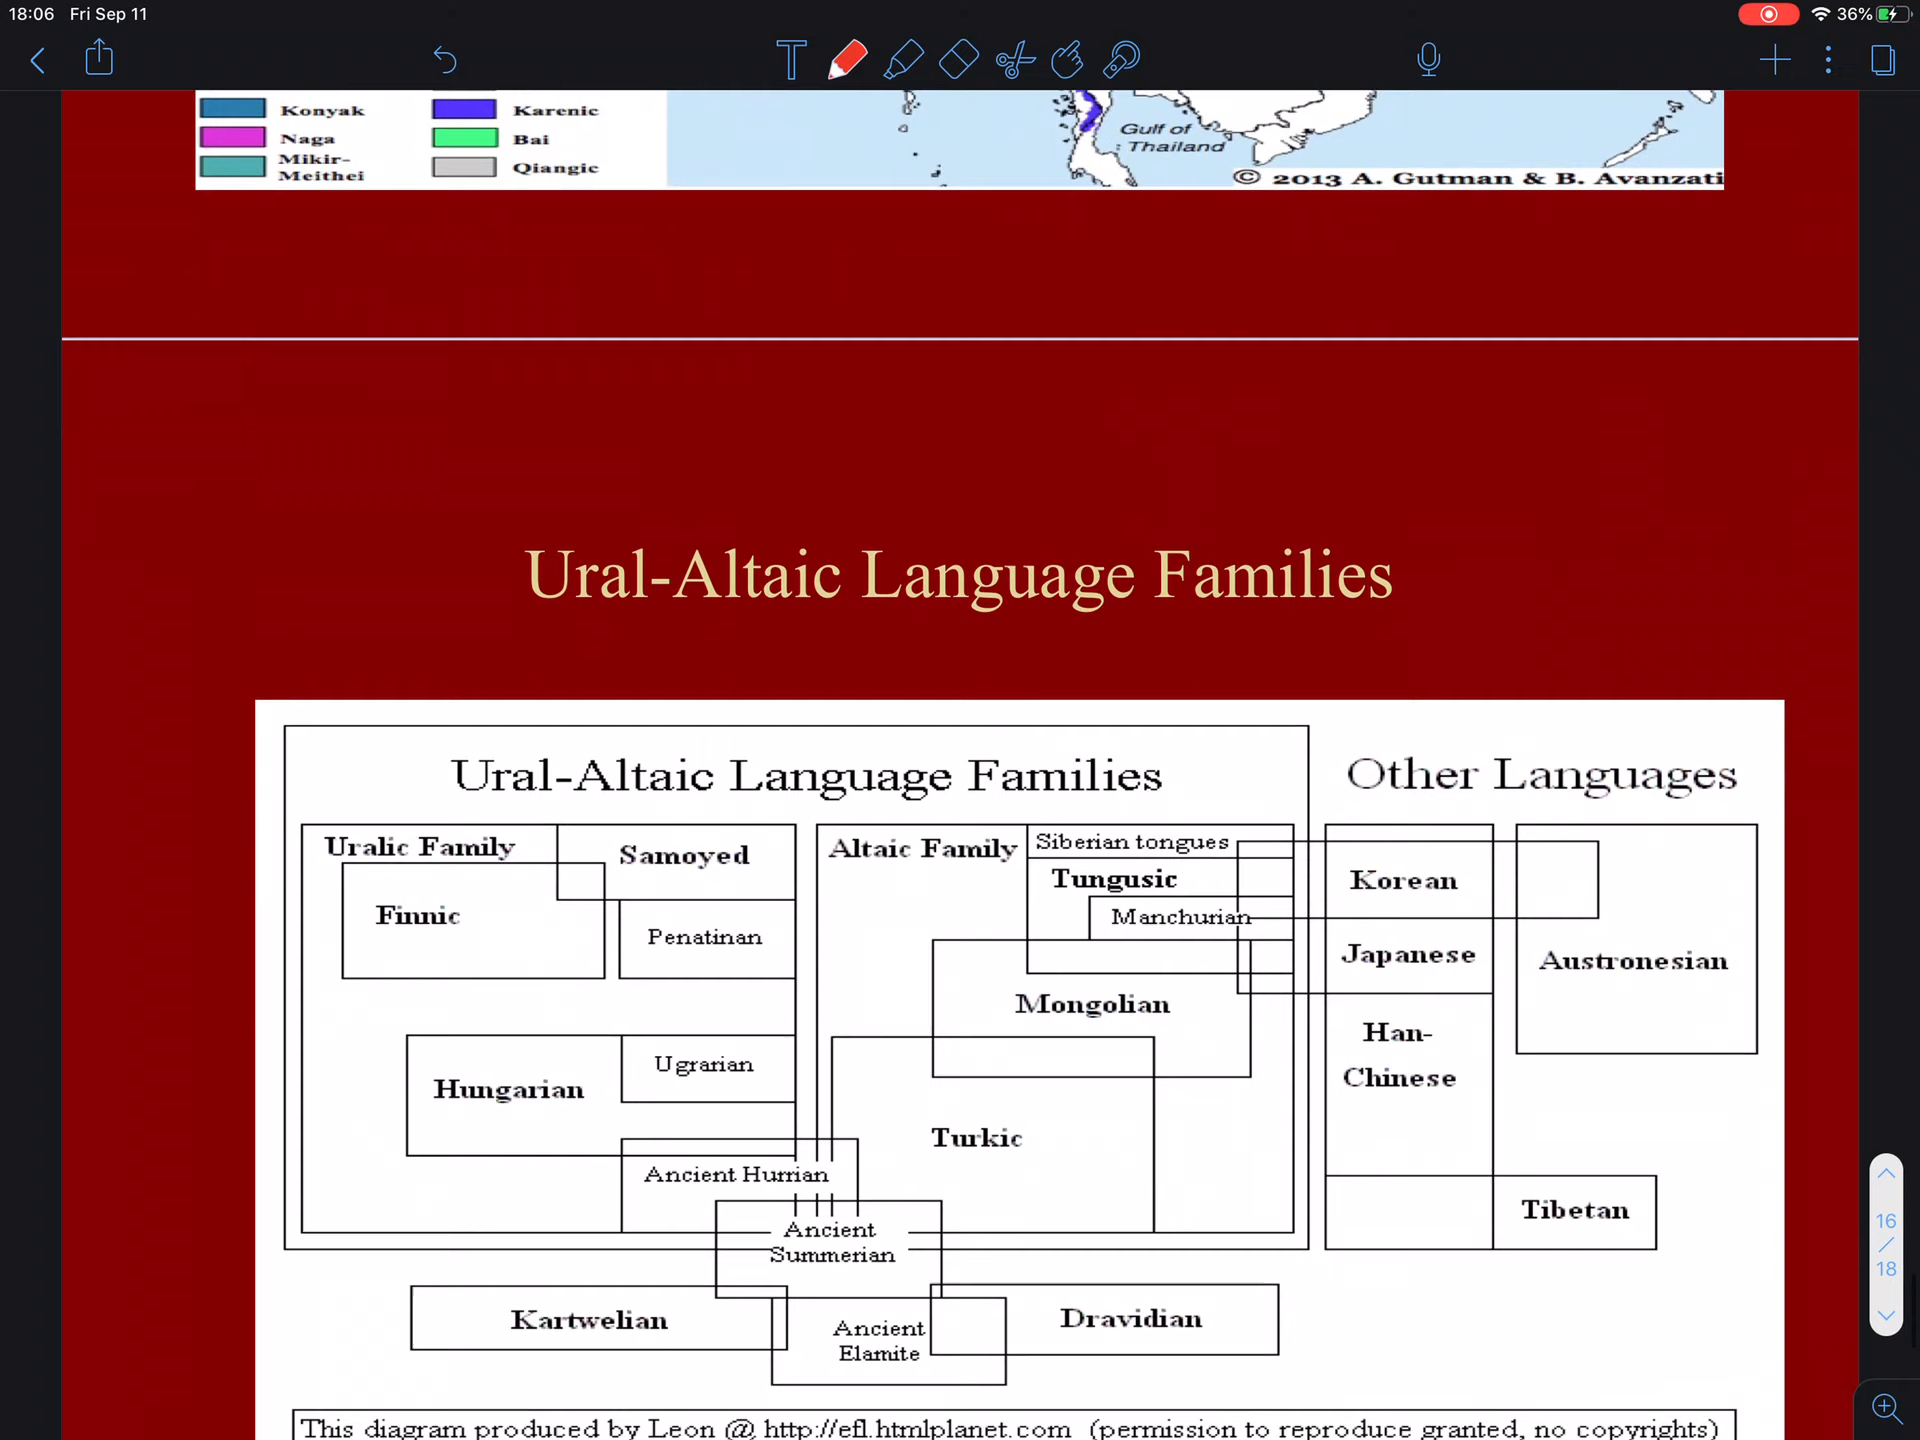 18:06 Fri Sep 11
36%
Konyak
Karenic
Naga
Bai
Mikir-
Meithei
Qiangic
Gulf of
Thailand
© 2013 A. Gutman & B. Avanzati
Ural-Altaic Language Families
Ural-Altaic Language Families
Other Languages
Uralic Family
Samoyed
Finnic
Penatinan
Hungarian
Ugrarian
Altaic Family
Siberian tongues
Tungusic
Manchurian
Mongolian
Turkic
Ancient Hurrian
Ancient
Summerian
Korean
Japanese
Han-
Chinese
Austronesian
Tibetan
Kartwelian
Ancient
Elamite
Dravidian
This diagram produced by Leon @ http://efl.htmlplanet.com (permission to reproduce granted, no copyrights)
16
/
18